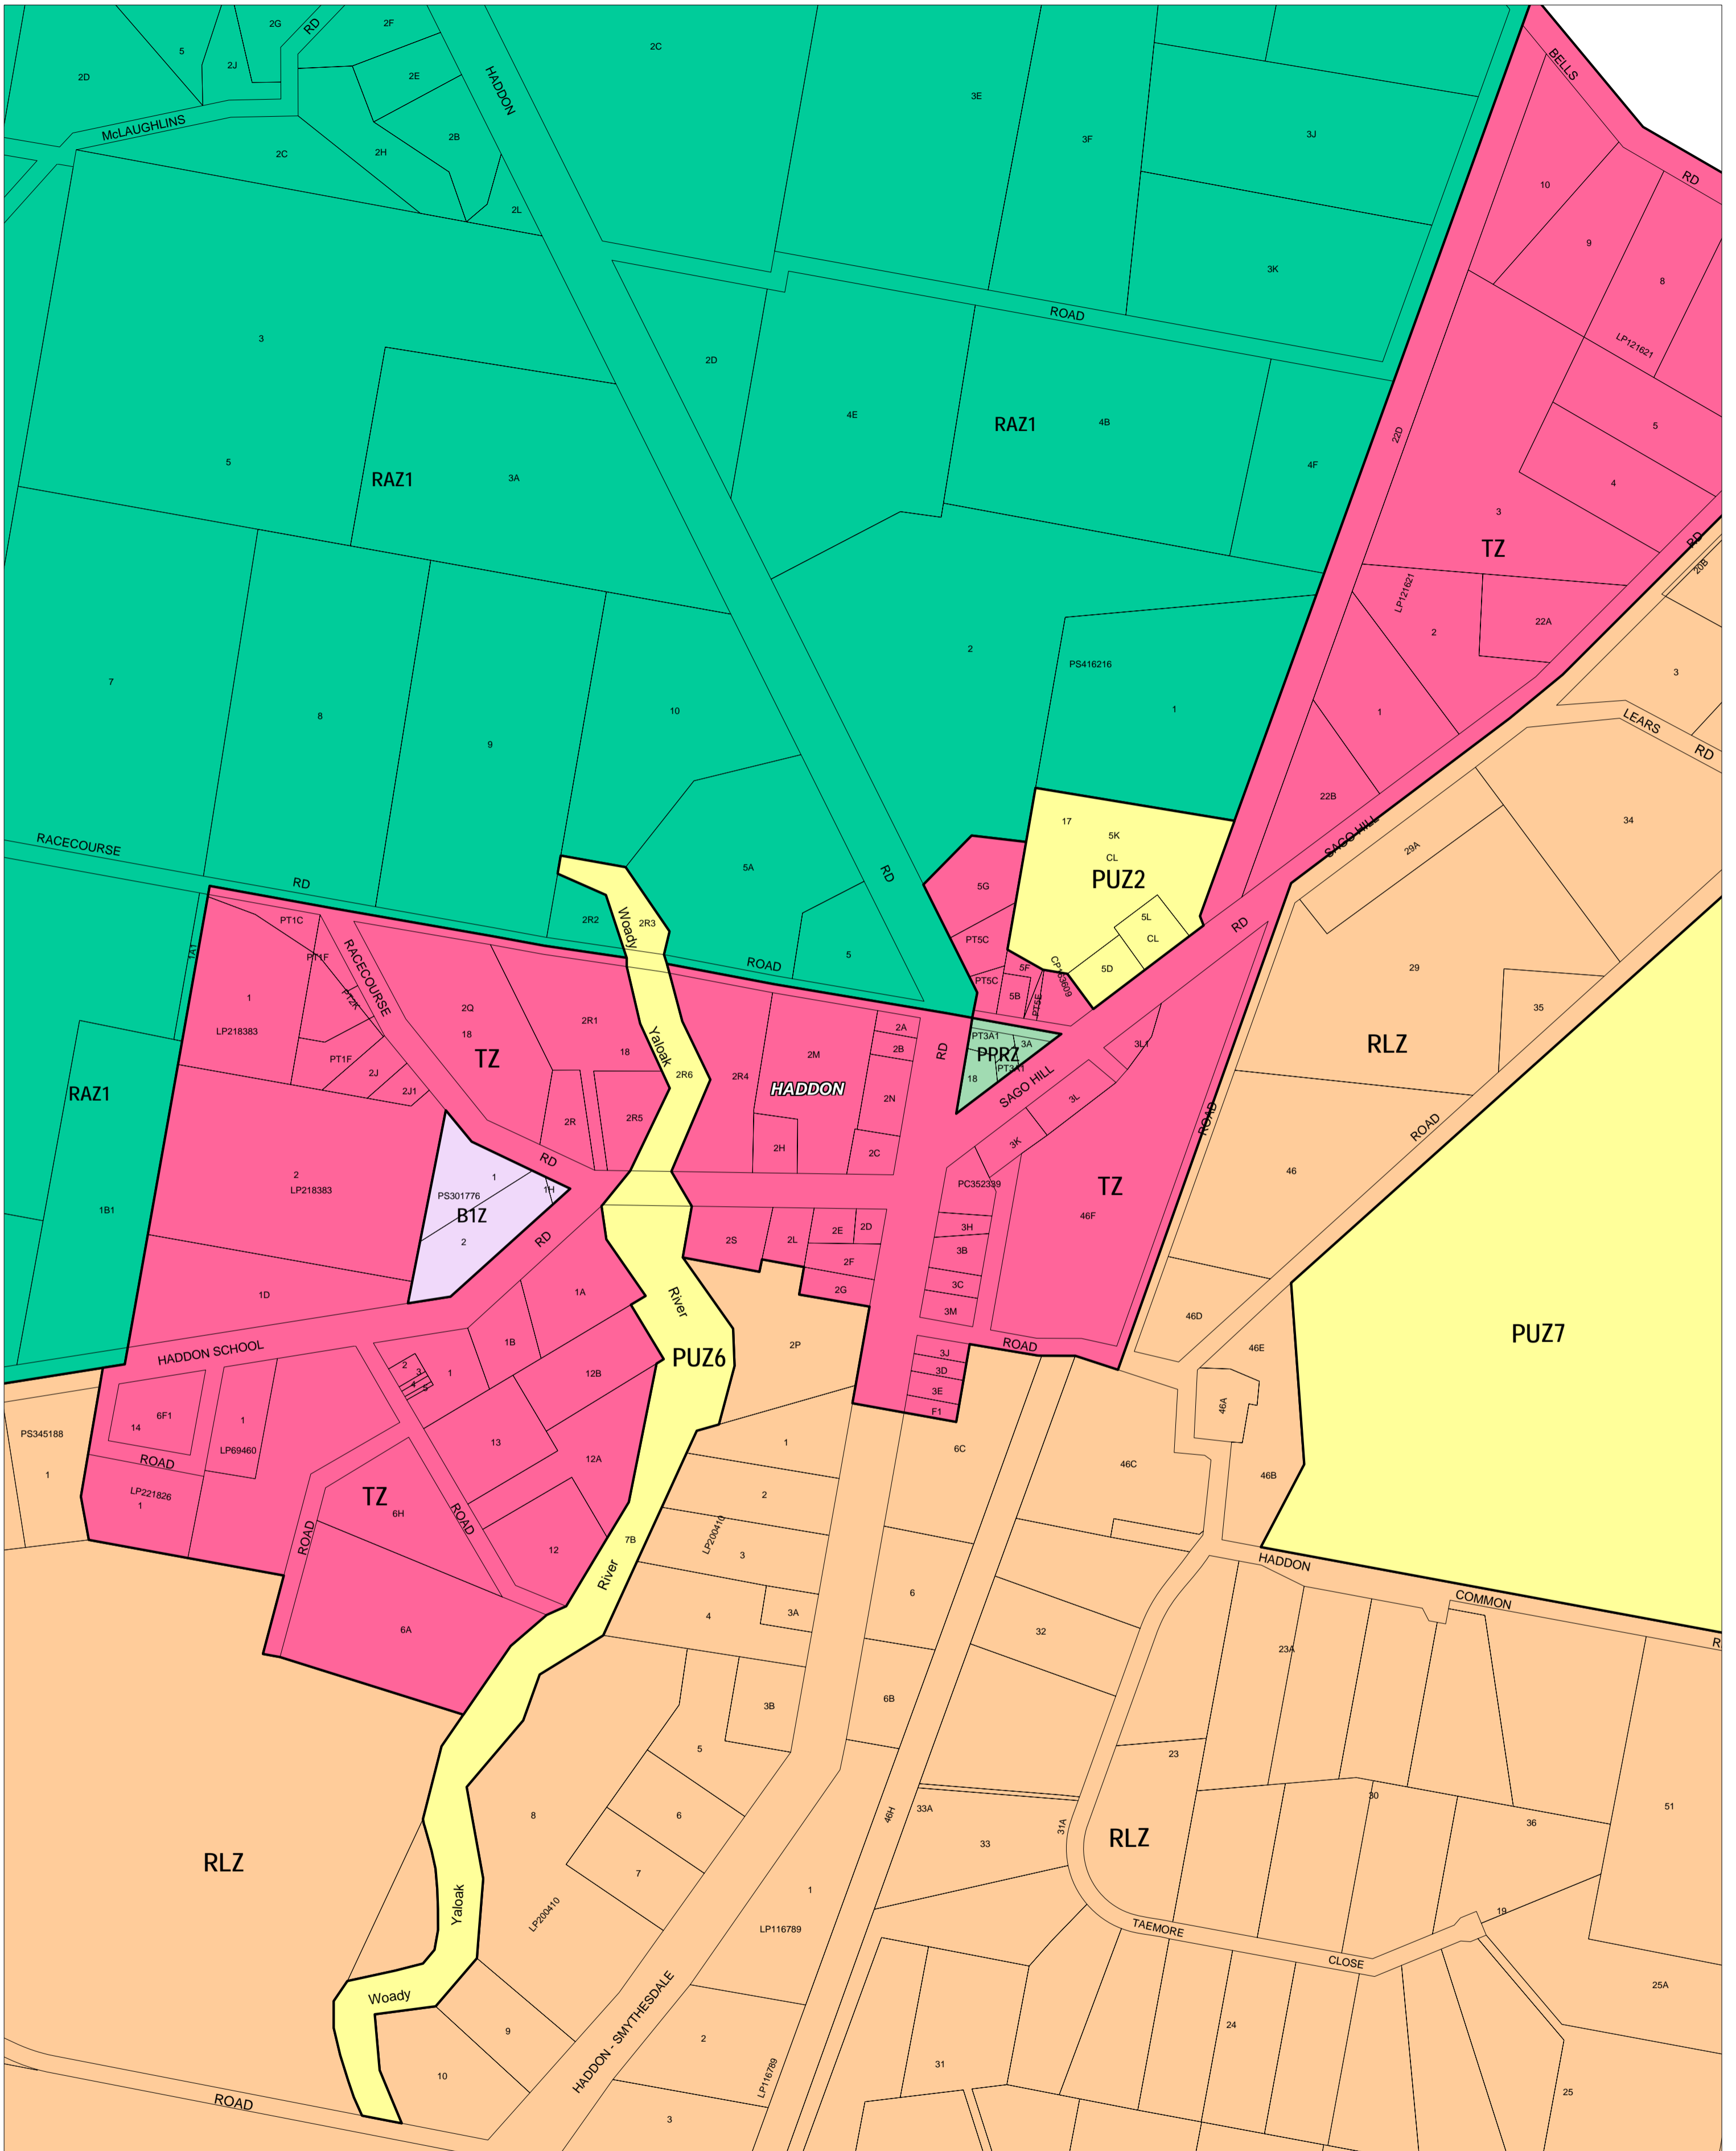 2G
RD
2F
2C
5
2J
2D
2E
HADDON
BELLS
3E
McLAUGHLINS
2B
3F
3J
2C
2H
RD
10
2L
9
3K
8
ROAD
3
LP121621
2D
4E
RAZ1
4B
5
22D
5
RAZ1
3A
4F
4
3
TZ
RD
20B
LP121621
22A
2
2
PS416216
3
7
1
10
8
1
LEARS
9
RD
22B
17
34
5K
SAGO HILL
RACECOURSE
29A
CL
5A
RD
PUZ2
RD
5G
5L
PT1C
2R2
Woady
2R3
RD
CL
PT5C
1A1
PT1F
RACECOURSE
5
ROAD
5F
CP163609
5D
29
PT5C
1
PT2K
5B
PT5E
35
2Q
2R1
2A
LP218383
18
PT3A1
3A
3L1
RLZ
TZ
18
Yaloak
2M
2B
RD
PPRZ
PT1F
2J
2R6
2R4
PT3A1
18
RAZ1
2J1
HADDON
2N
SAGO HILL
3L
2R
2R5
ROAD
ROAD
3K
2H
2C
RD
46
2
1
LP218383
PS301776
1H
PC352339
TZ
1B1
B1Z
46F
2
3H
RD
2S
2L
2E
2D
3B
2F
3C
1D
1A
River
2G
3M
46D
PUZ7
HADDON SCHOOL
1B
2P
ROAD
46E
3J
PUZ6
2
3
1
12B
3D
4
5
3E
6F1
46A
14
1
F1
PS345188
13
1
6C
LP69460
12A
46C
ROAD
1
46B
LP221826
TZ
2
1
6H
ROAD
ROAD
7B
LP200410
12
3
HADDON
River
6
COMMON
3A
4
6A
32
R
23A
3B
6B
5
23
8
33A
30
51
6
46H
36
31A
RLZ
33
RLZ
7
1
Yaloak
LP200410
LP116789
19
TAEMORE
CLOSE
25A
Woady
HADDON - SMYTHESDALE
9
2
24
31
10
LP116789
25
ROAD
3